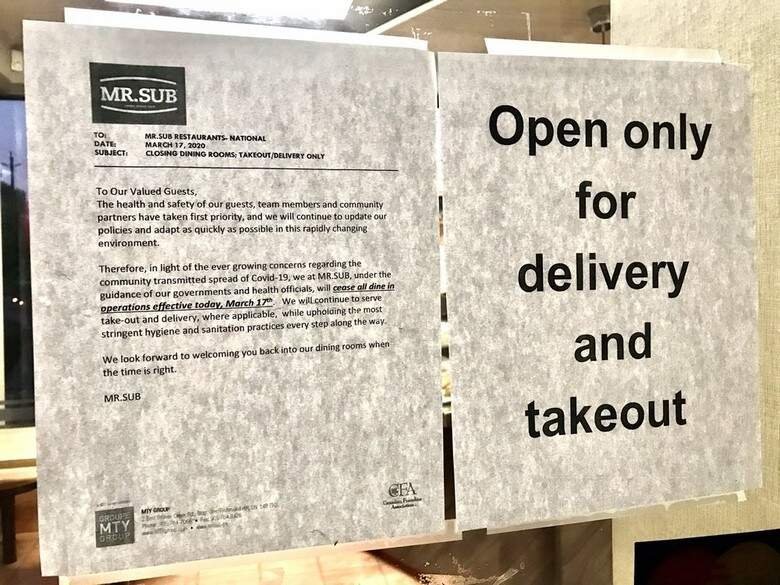 MR.SUB
TO: MR.SUB RESTAURANTS- NATIONAL
DATE: MARCH 17, 2020
SUBJECT: CLOSING DINING ROOMS; TAKEOUT/DELIVERY ONLY
To Our Valued Guests,
The health and safety of our guests, team members and community
partners have taken first priority, and we will continue to update our
policies and adapt as quickly as possible in this rapidly changing
environment.
Therefore, in light of the ever growing concerns regarding the
community transmitted spread of Covid-19, we at MR.SUB, under the
guidance of our governments and health officials, will cease all dine in
operations effective today, March 17th. We will continue to serve
take-out and delivery, where applicable, while upholding the most
stringent hygiene and sanitation practices every step along the way.
We look forward to welcoming you back into our dining rooms when
the time is right.
MR.SUB
GROUPE
MTY
GROUP
MTY GROUP
CFA
Canadian Franchise
Association
Open only
for
delivery
and
takeout